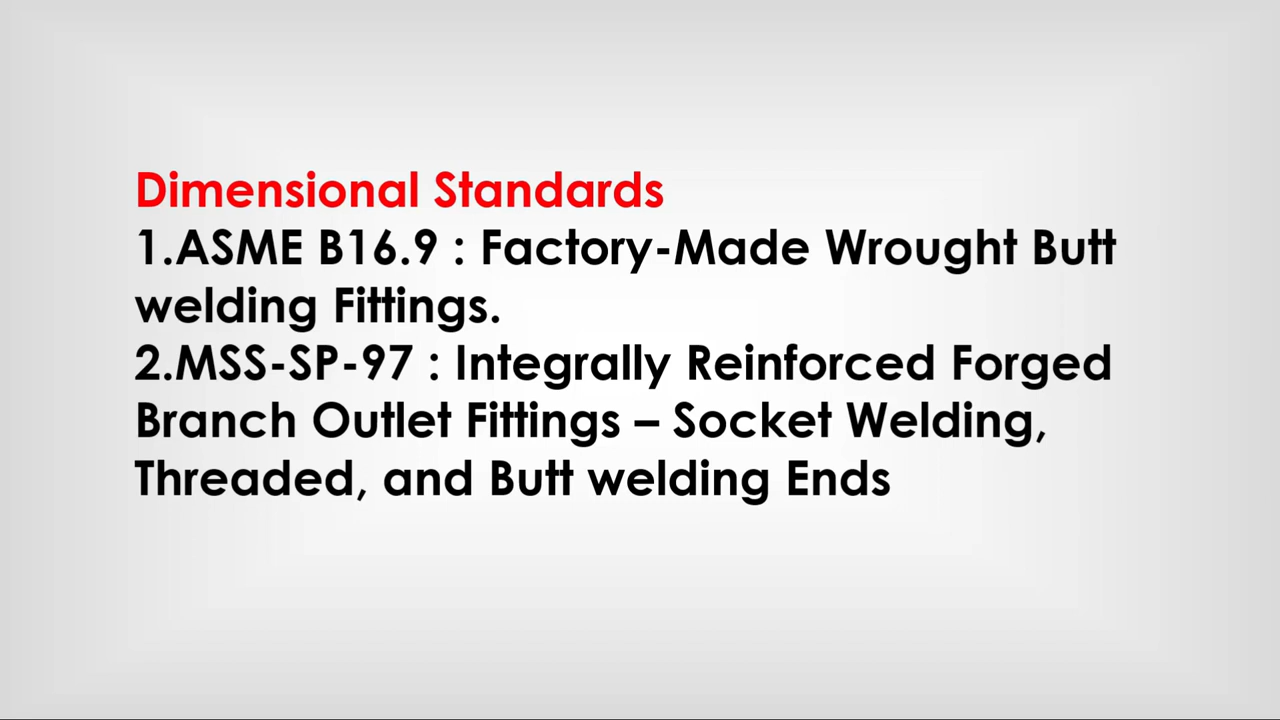 Dimensional Standards
1.ASME B16.9 : Factory-Made Wrought Butt
welding Fittings.
2.MSS-SP-97 : Integrally Reinforced Forged
Branch Outlet Fittings – Socket Welding,
Threaded, and Butt welding Ends